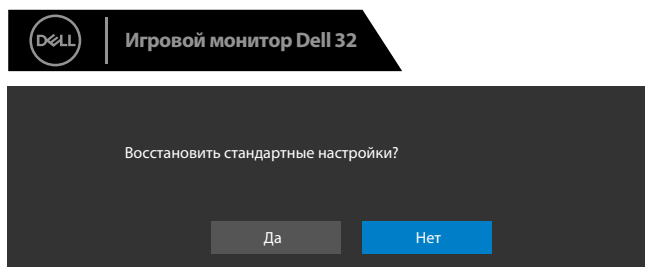 DELL
Игровой монитор Dell 32
Восстановить стандартные настройки?
Да
Нет